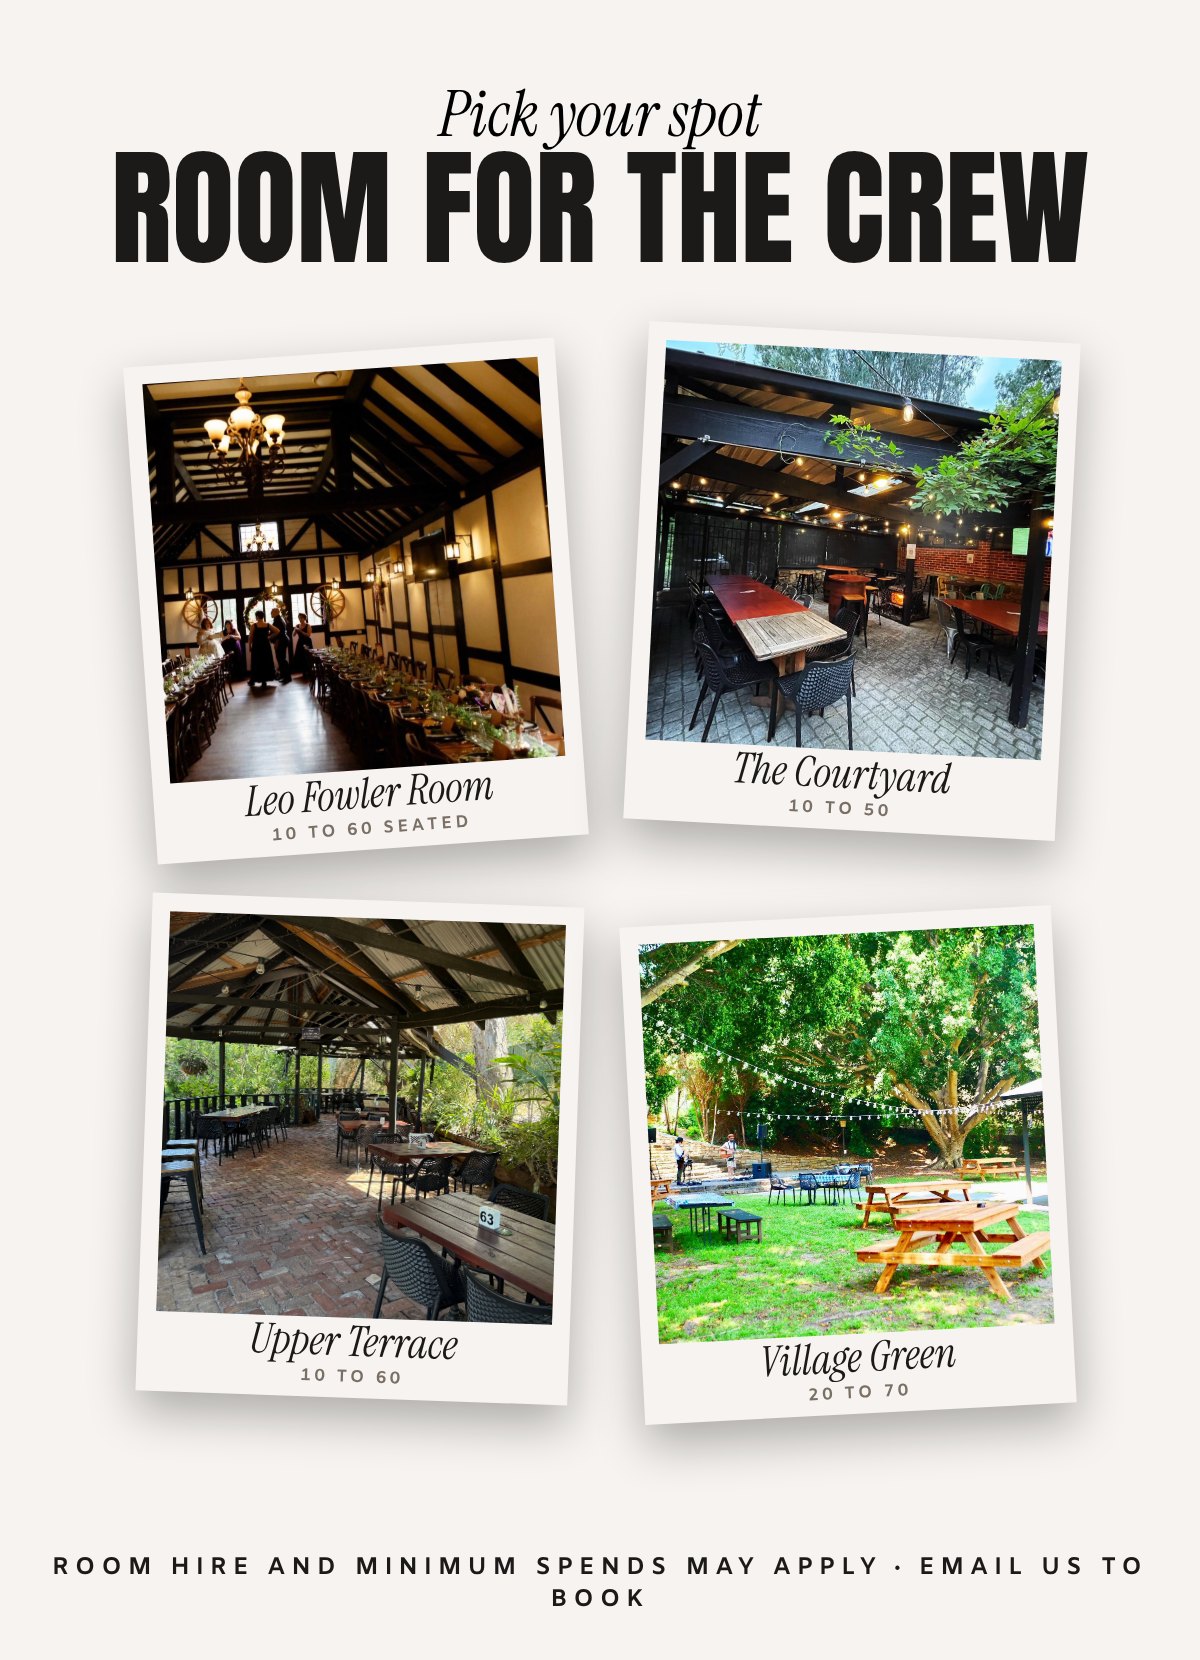 Pick your spot
ROOM FOR THE CREW
Leo Fowler Room
10 TO 60 SEATED
The Courtyard
10 TO 50
63
Upper Terrace
10 TO 60
Village Green
20 TO 70
ROOM HIRE AND MINIMUM SPENDS MAY APPLY · EMAIL US TO
BOOK